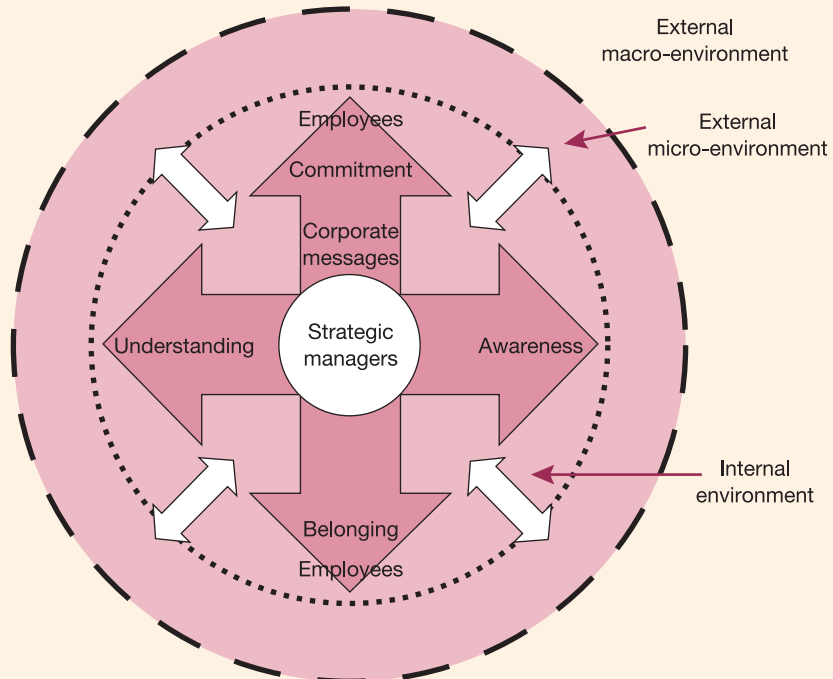 External
macro-environment
External
micro-environment
Employees
Commitment
Corporate
messages
Understanding
Strategic
managers
Awareness
Internal
environment
Belonging
Employees